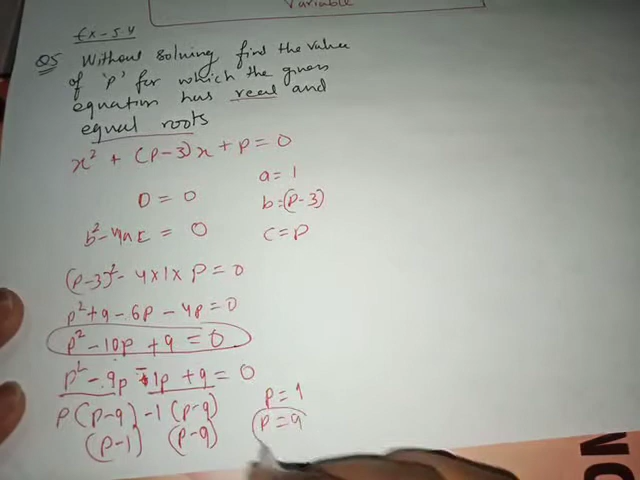 Variable
Ex-5.4
Q5 Without solving find the value
of 'p' for which the given
equation has real and
equal roots
x² + (p-3)x + p = 0
a = 1
D = 0
b = (p-3)
b²-4ac = 0
c = p
(p-3)² - 4×1× p = 0
p²+9-6p-4p=0
p²-10p+9=0
p²-9p-1p+9=0
p=1
p(p-9)-1(p-9)
p=9
(p-1) (p-9)